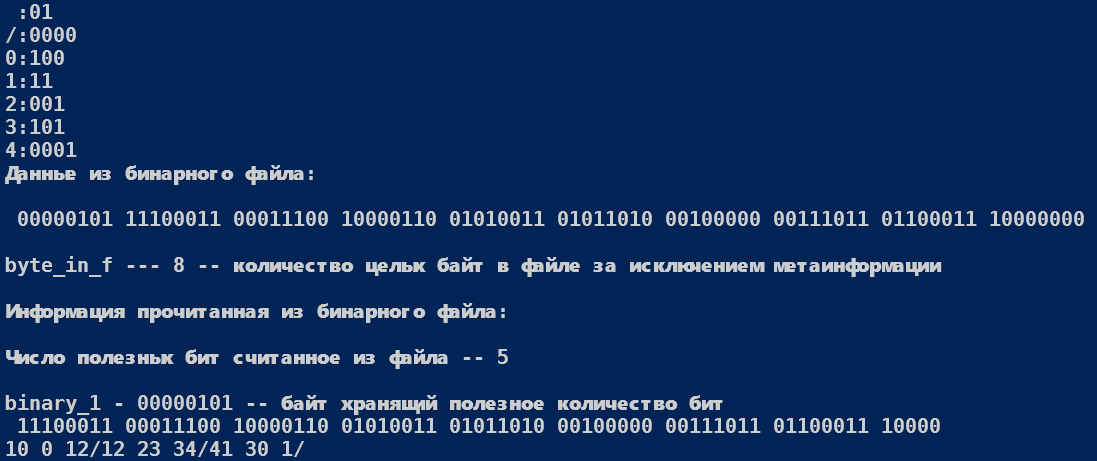 :01
/:0000
0:100
1:11
2:001
3:101
4:0001
Данные из бинарного файла:
 00000101 11100011 00011100 10000110 01010011 01011010 00100000 00111011 01100011 10000000
byte_in_f --- 8 -- количество целых байт в файле за исключением метаинформации
Информация прочитанная из бинарного файла:
Число полезных бит считанное из файла -- 5
binary_1 - 00000101 -- байт хранящий полезное количество бит
 11100011 00011100 10000110 01010011 01011010 00100000 00111011 01100011 10000
10 0 12/12 23 34/41 30 1/